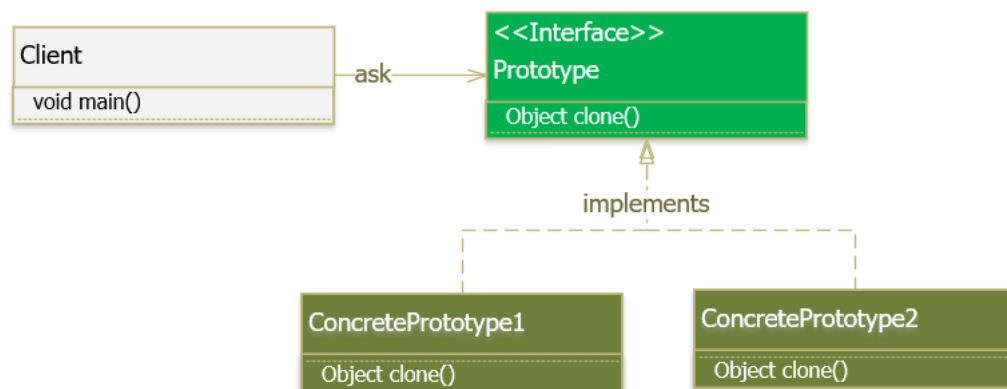 Client
void main()
ask
<<Interface>>
Prototype
Object clone()
implements
ConcretePrototype1
Object clone()
ConcretePrototype2
Object clone()